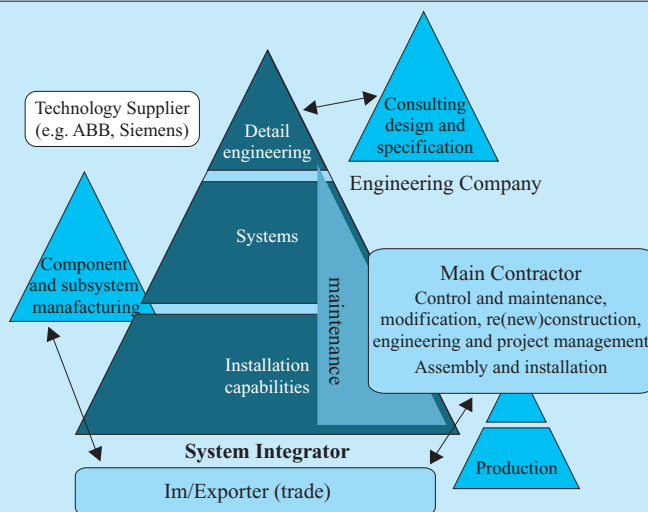 Technology Supplier
(e.g. ABB, Siemens)
Detail
engineering
Consulting
design and
specification
Engineering Company
Systems
Component
and subsystem
manafacturing
maintenance
Main Contractor
Control and maintenance,
modification, re(new)construction,
engineering and project management
Assembly and installation
Installation
capabilities
System Integrator
Production
Im/Exporter (trade)